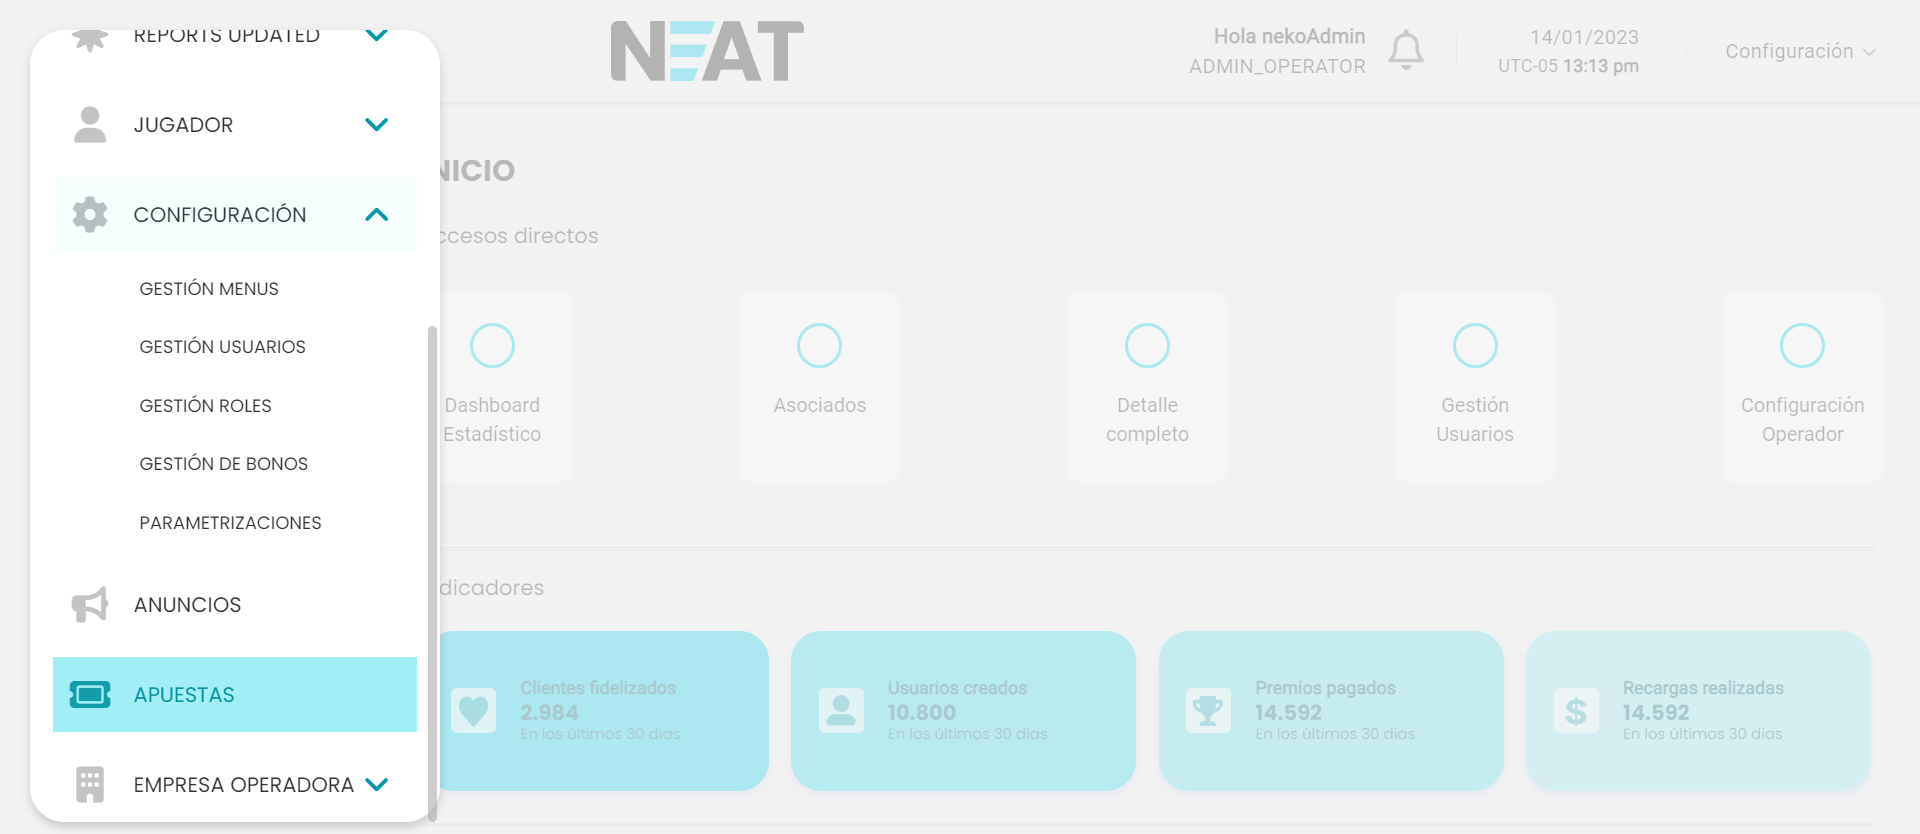 REPORTS UPDATED
JUGADOR
CONFIGURACIÓN
GESTIÓN MENUS
GESTIÓN USUARIOS
GESTIÓN ROLES
GESTIÓN DE BONOS
PARAMETRIZACIONES
ANUNCIOS
APUESTAS
EMPRESA OPERADORA
NEAT
Hola nekoAdmin
ADMIN_OPERATOR
14/01/2023
UTC-05 13:13 pm
Configuración
NICIO
ccesos directos
Dashboard
Estadístico
Asociados
Detalle
completo
Gestión
Usuarios
Configuración
Operador
dicadores
Clientes fidelizados
2.984
En los últimos 30 dias
Usuarios creados
10.800
En los últimos 30 dias
Premios pagados
14.592
En los últimos 30 dias
Recargas realizadas
14.592
En los últimos 30 dias